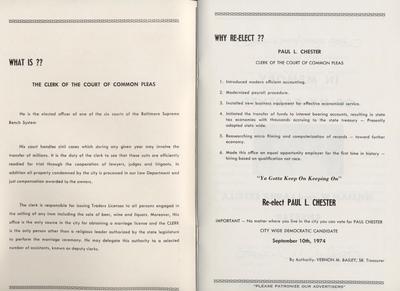 WHAT IS ??
THE CLERK OF THE COURT OF COMMON PLEAS
He is the elected officer of one of the six courts of the Baltimore Supreme
Bench System
His court handles civil cases which during any given year may involve the
transfer of millions. It is the duty of the clerk to see that these suits are efficiently
readied for trial through the cooperation of lawyers, judges and litigants. In
addition all property condemned by the city is processed in our Law Department and
just compensation awarded to the owners.
The clerk is responsible for issuing Traders Licenses to all persons engaged in
the selling of any item including the sale of beer, wine and liquors. Moreover, His
office is the only source in the city for obtaining a marriage license and the CLERK
is the only person other than a religious leader authorized by the state legislature
to perform the marriage ceremony. He may delegate this authority to a selected
number of assistants, known as deputy clerks.
WHY RE-ELECT ??
PAUL L. CHESTER
CLERK OF THE COURT OF COMMON PLEAS
1. Introduced modern efficient accounting.
2. Modernized payroll procedure.
3. Installed new business equipment for effective economical service.
4. Initiated the transfer of funds to interest bearing accounts, resulting in state
tax economies with thousands accruing to the state treasury — Presently
adopted state wide.
5. Researching micro filming and computerization of records — toward further
economy.
6. Made this office an equal opportunity employer for the first time in history —
hiring based on qualification not race.
"Ya Gotta Keep On Keeping On"
Re-elect PAUL L. CHESTER
IMPORTANT — No matter where you live in the city you can vote for PAUL CHESTER
CITY WIDE DEMOCRATIC CANDIDATE
September 10th, 1974
By Authority: VERNON M. BAILEY, SR. Treasurer
"PLEASE PATRONIZE OUR ADVERTISERS"